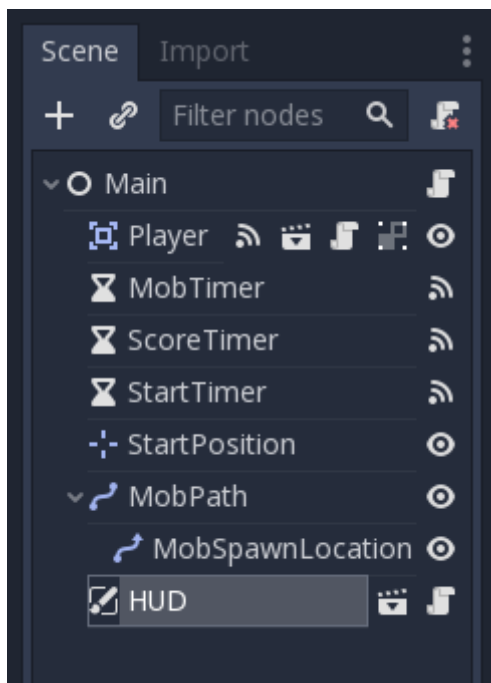 Scene Import
Filter nodes
Main
Player
MobTimer
ScoreTimer
StartTimer
StartPosition
MobPath
MobSpawnLocation
HUD